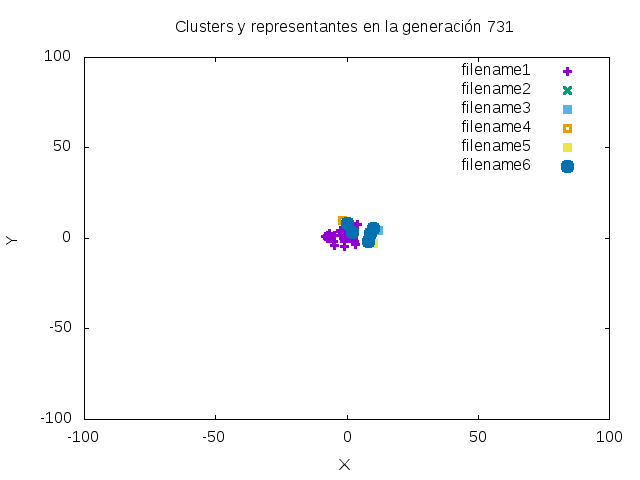 Clusters y representantes en la generación 731
100
50
0
-50
-100
-100
-50
0
50
100
Y
X
filename1
filename2
filename3
filename4
filename5
filename6